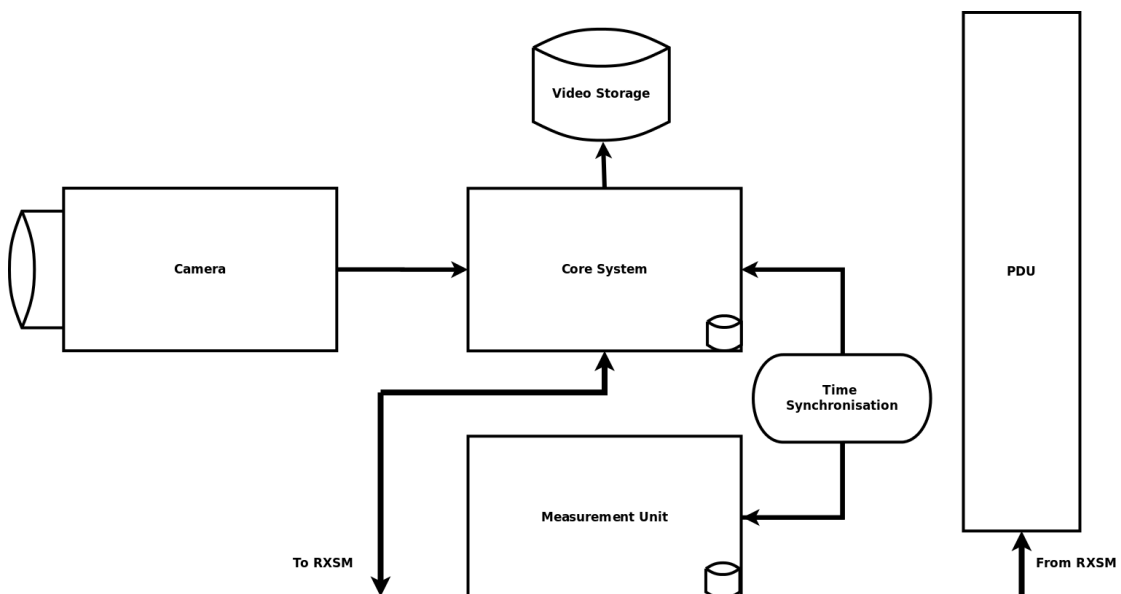 Video Storage
Camera
Core System
PDU
Time
Synchronisation
Measurement Unit
To RXSM
From RXSM